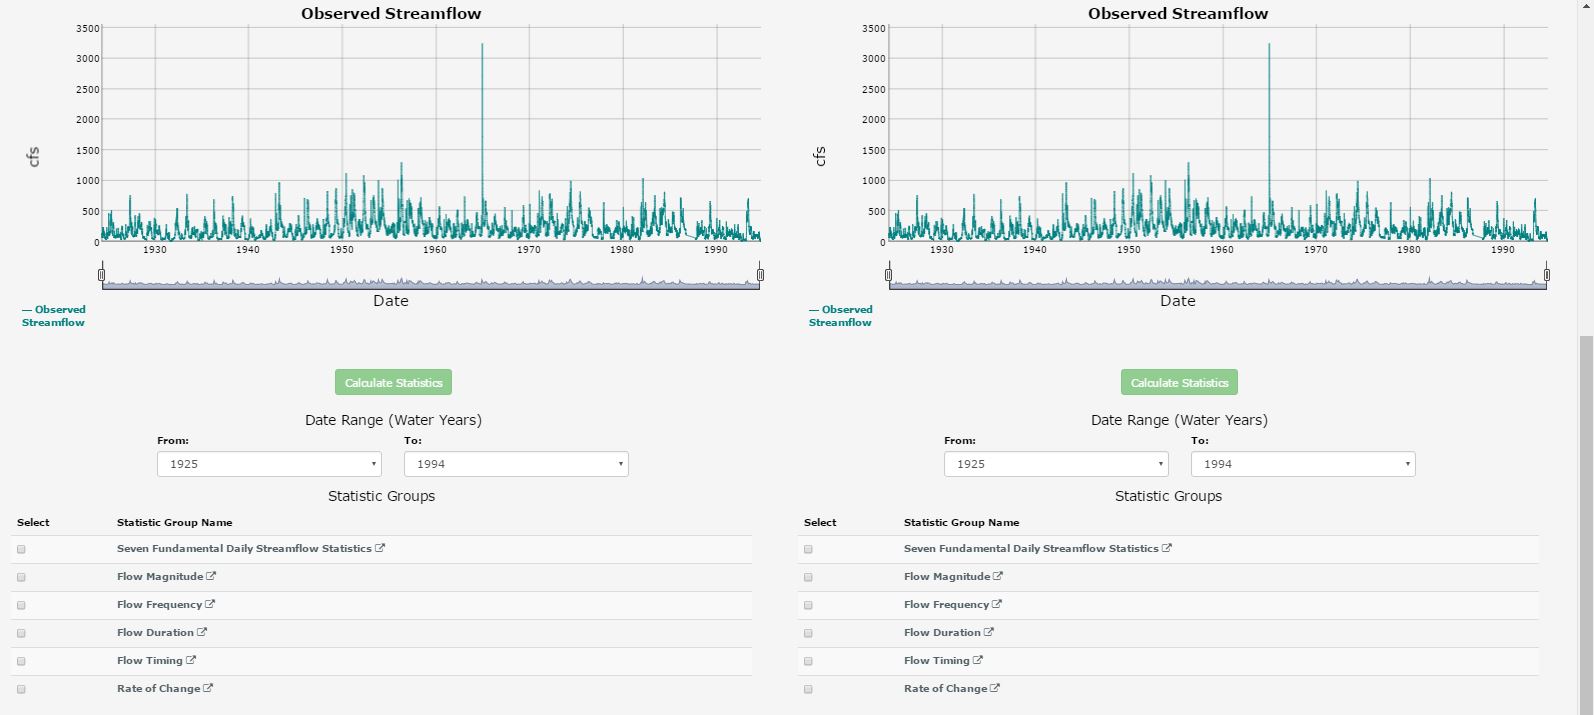 Observed Streamflow
3500
3000
2500
2000
1500
1000
500
0
cfs
1930 1940 1950 1960 1970 1980 1990
Date
— Observed
Streamflow
Calculate Statistics
Date Range (Water Years)
From: To:
1925 1994
Statistic Groups
Select Statistic Group Name
Seven Fundamental Daily Streamflow Statistics
Flow Magnitude
Flow Frequency
Flow Duration
Flow Timing
Rate of Change
Observed Streamflow
3500
3000
2500
2000
1500
1000
500
0
cfs
1930 1940 1950 1960 1970 1980 1990
Date
— Observed
Streamflow
Calculate Statistics
Date Range (Water Years)
From: To:
1925 1994
Statistic Groups
Select Statistic Group Name
Seven Fundamental Daily Streamflow Statistics
Flow Magnitude
Flow Frequency
Flow Duration
Flow Timing
Rate of Change